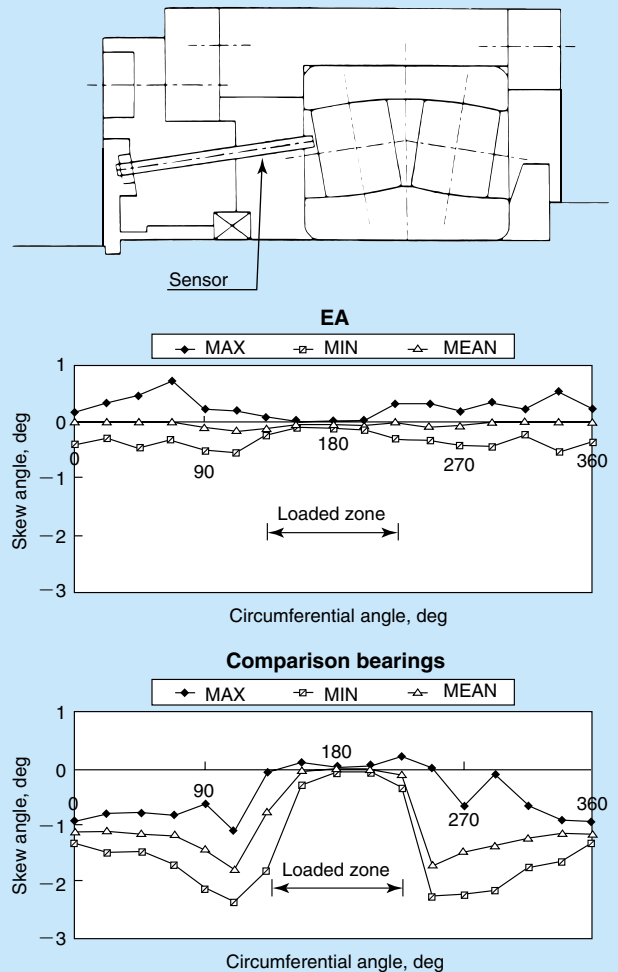 Sensor
EA
MAX MIN MEAN
1
0
−1
−2
−3
Skew angle, deg
0
90
180
270
360
Loaded zone
Circumferential angle, deg
Comparison bearings
MAX MIN MEAN
1
0
−1
−2
−3
Skew angle, deg
0
90
180
270
360
Loaded zone
Circumferential angle, deg